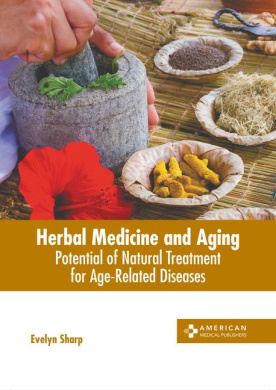 Herbal Medicine and Aging
Potential of Natural Treatment
for Age-Related Diseases
Evelyn Sharp
AMERICAN
MEDICAL PUBLISHERS